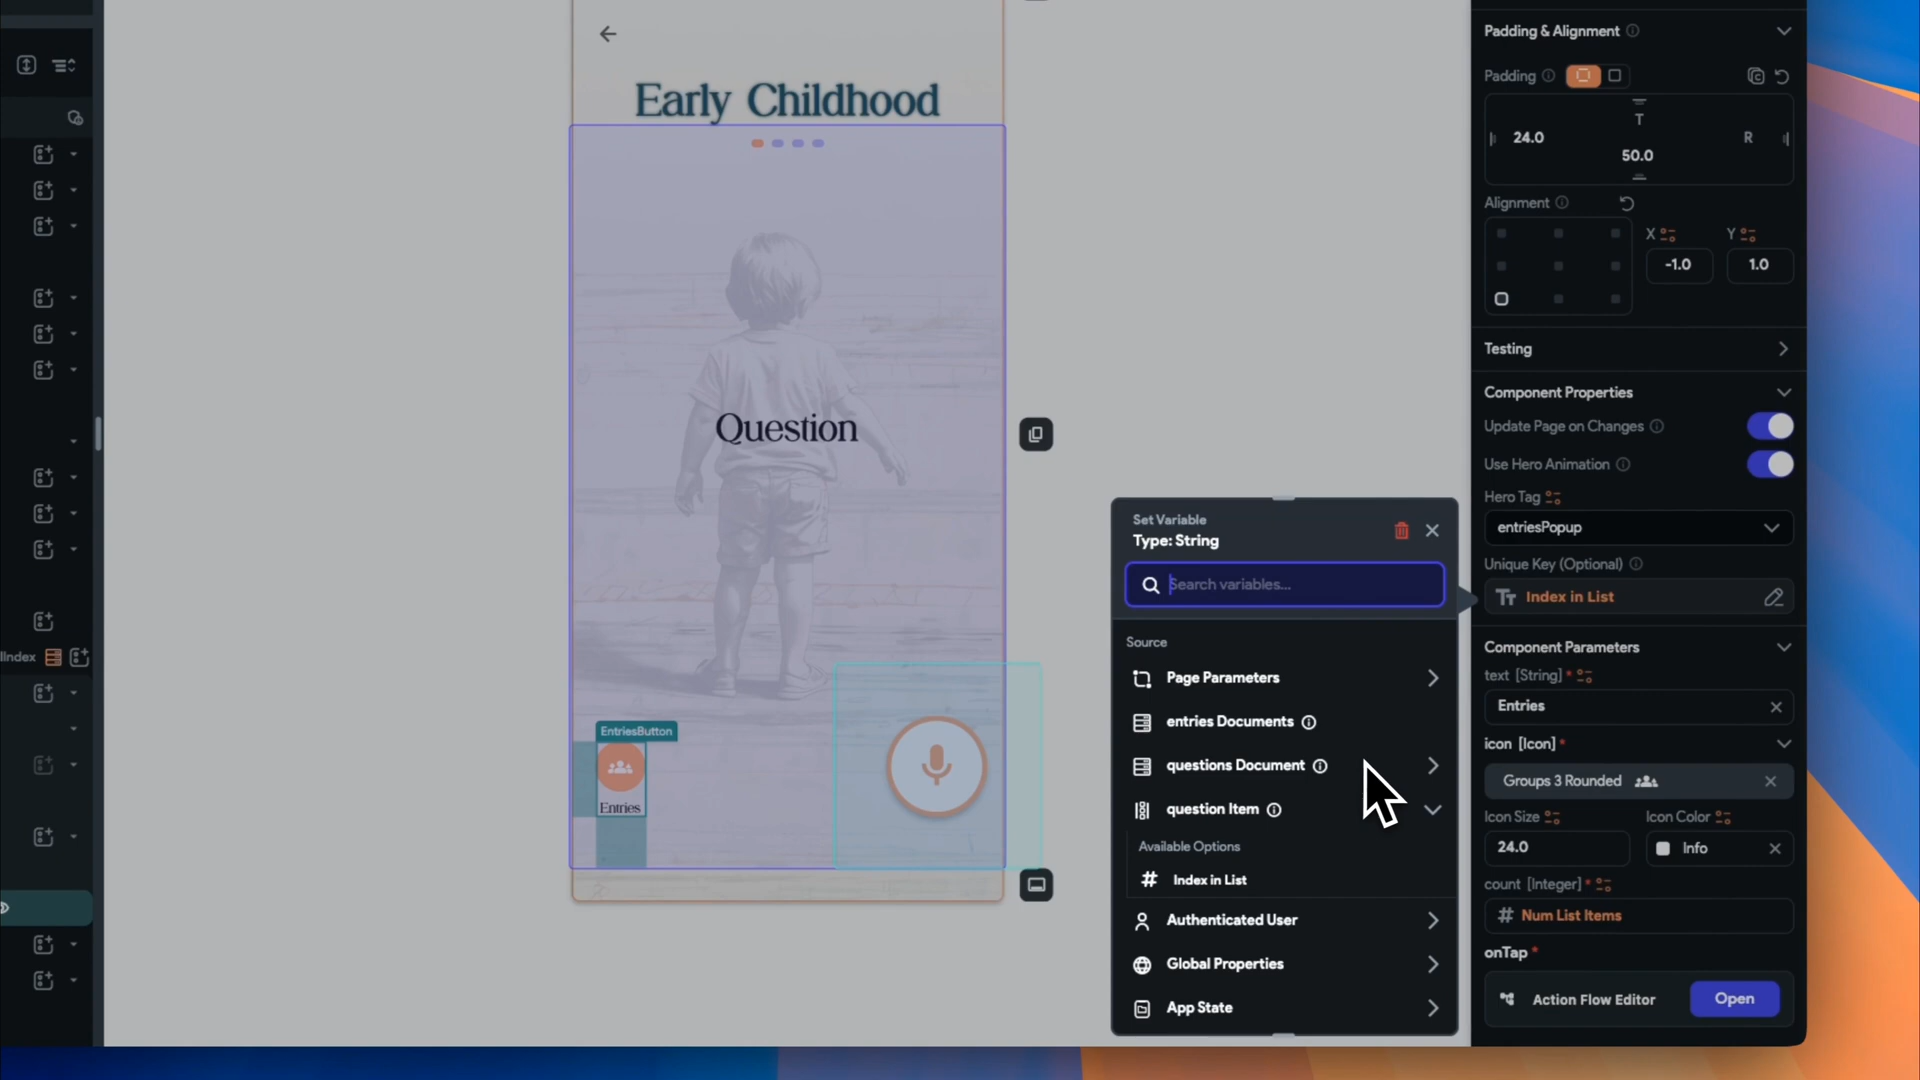 Early Childhood
Question
EntriesButton
Entries
Index
Set Variable
Type: String
Search variables...
Source
Page Parameters
entries Documents
questions Document
question Item
Available Options
Index in List
Authenticated User
Global Properties
App State
Padding & Alignment
Padding
T
24.0
R
50.0
Alignment
X
Y
-1.0
1.0
Testing
Component Properties
Update Page on Changes
Use Hero Animation
Hero Tag
entriesPopup
Unique Key (Optional)
Tт Index in List
Component Parameters
text [String] *
Entries
icon [Icon] *
Groups 3 Rounded
Icon Size
Icon Color
24.0
Info
count [Integer] *
# Num List Items
onTap *
Action Flow Editor
Open